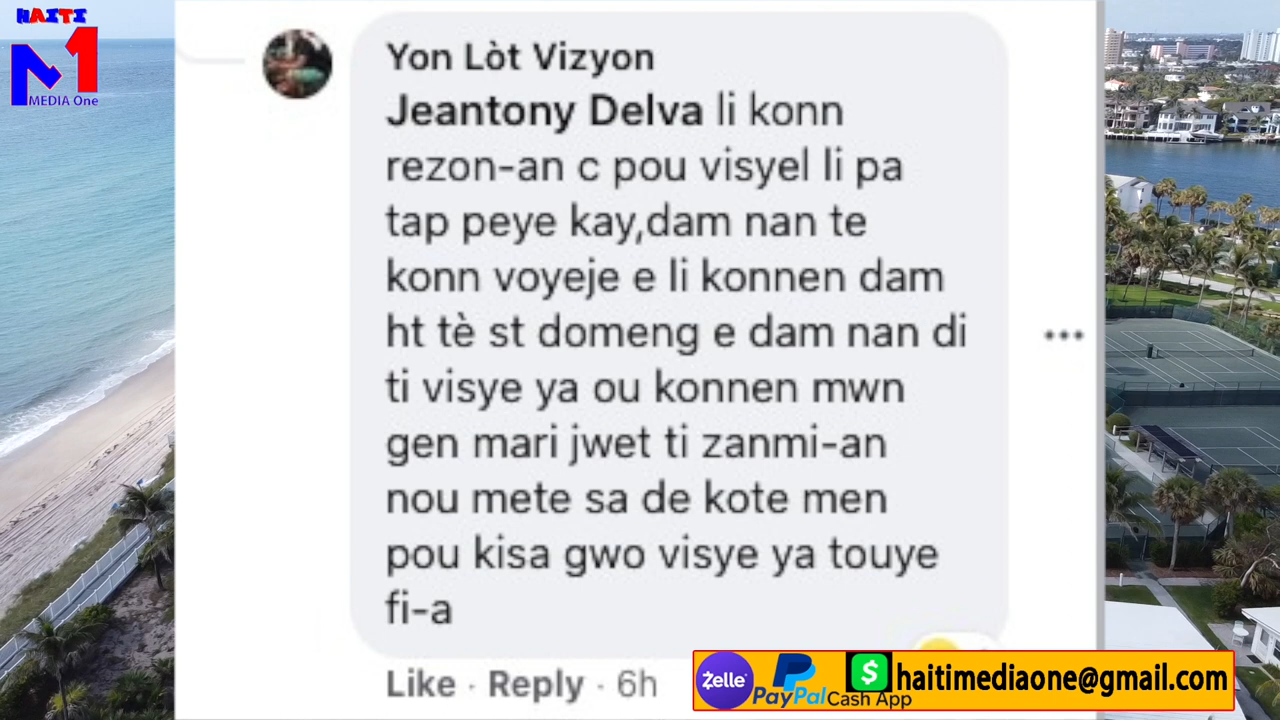 HAITI
M1
MEDIA One
Yon Lòt Vizyon
Jeantony Delva li konn
rezon-an c pou visyel li pa
tap peye kay,dam nan te
konn voyeje e li konnen dam
ht tè st domeng e dam nan di
ti visye ya ou konnen mwn
gen mari jwet ti zanmi-an
nou mete sa de kote men
pou kisa gwo visye ya touye
fi-a
Like · Reply · 6h
Zelle PayPal $ Cash App haitimediaone@gmail.com